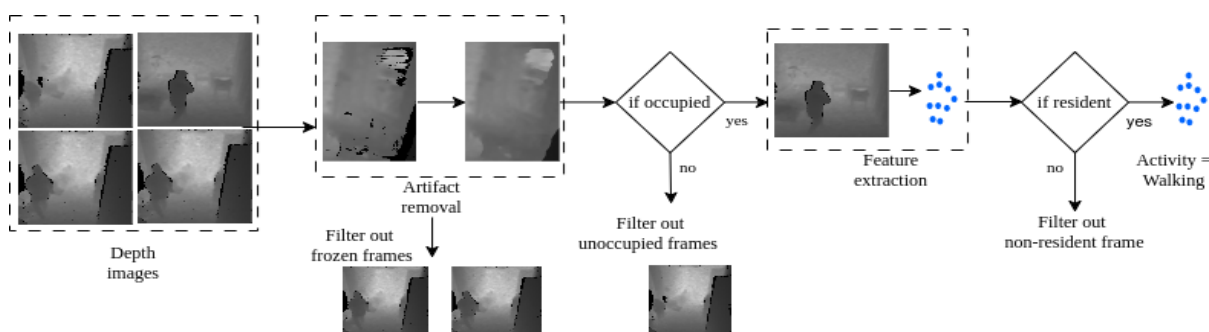 Depth
images
Artifact
removal
Filter out
frozen frames
if occupied
yes
no
Filter out
unoccupied frames
Feature
extraction
if resident
yes
no
Filter out
non-resident frame
Activity =
Walking